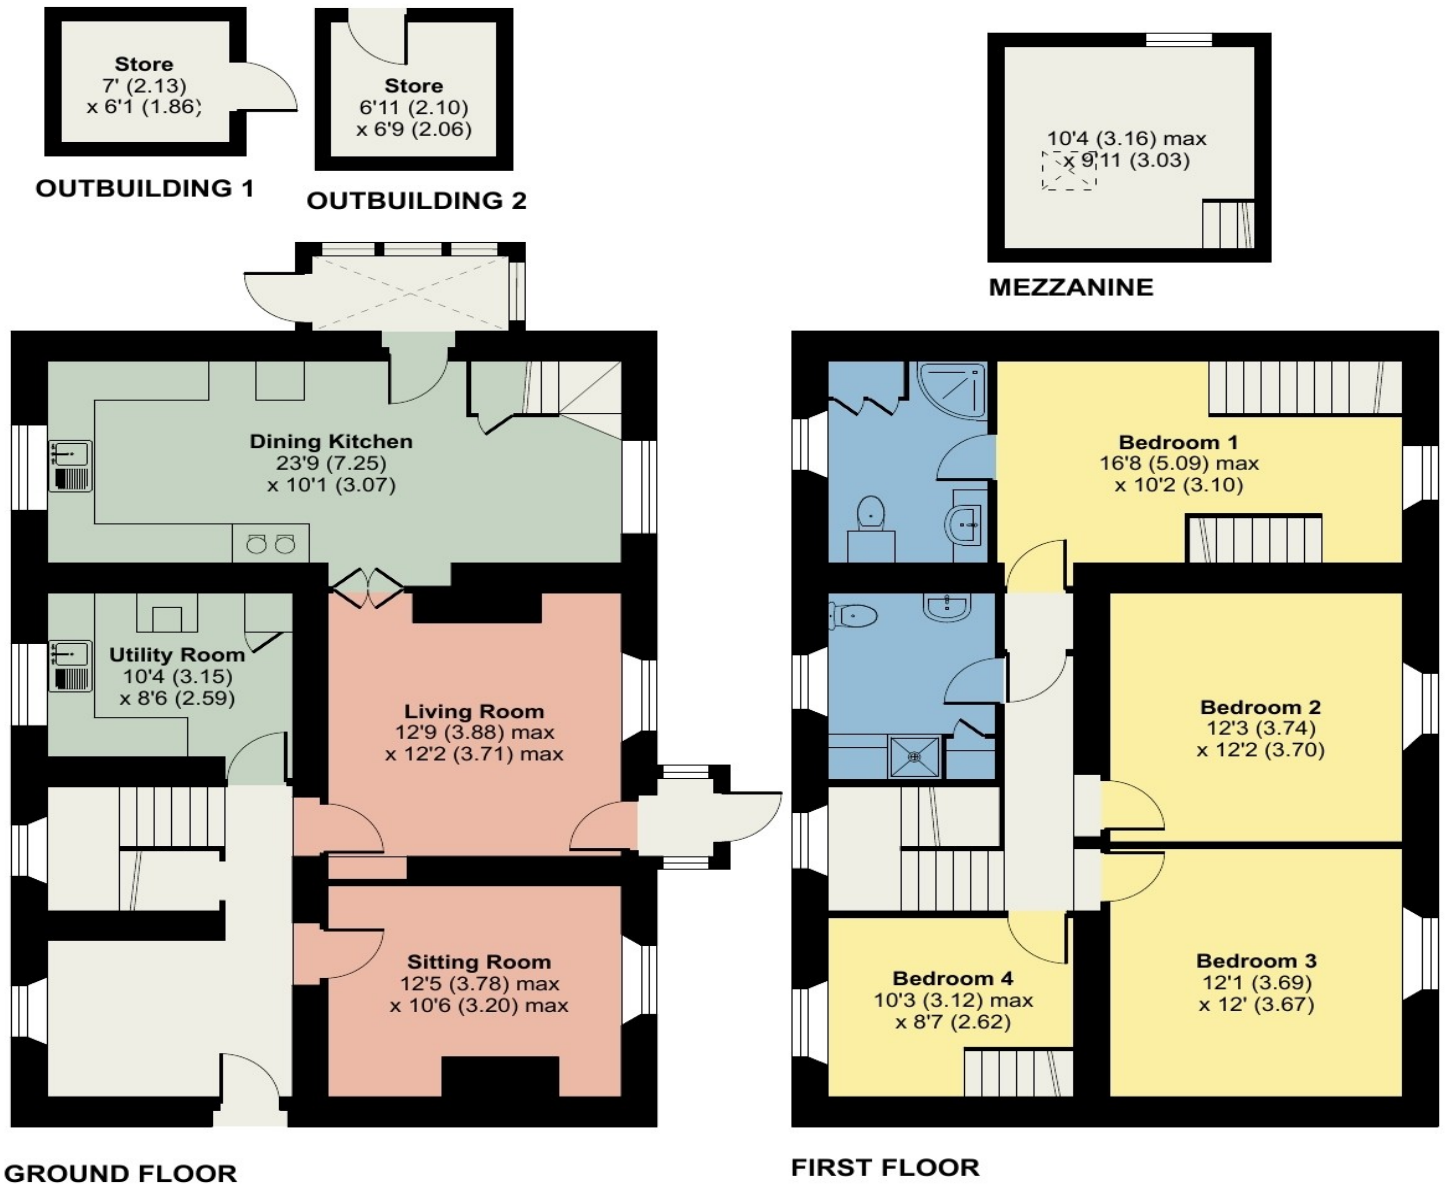 Store
7' (2.13)
x 6'1 (1.86)
OUTBUILDING 1
Store
6'11 (2.10)
x 6'9 (2.06)
OUTBUILDING 2
10'4 (3.16) max
x 9'11 (3.03)
MEZZANINE
Dining Kitchen
23'9 (7.25)
x 10'1 (3.07)
Utility Room
10'4 (3.15)
x 8'6 (2.59)
Living Room
12'9 (3.88) max
x 12'2 (3.71) max
Sitting Room
12'5 (3.78) max
x 10'6 (3.20) max
GROUND FLOOR
Bedroom 1
16'8 (5.09) max
x 10'2 (3.10)
Bedroom 2
12'3 (3.74)
x 12'2 (3.70)
Bedroom 3
12'1 (3.69)
x 12' (3.67)
Bedroom 4
10'3 (3.12) max
x 8'7 (2.62)
FIRST FLOOR